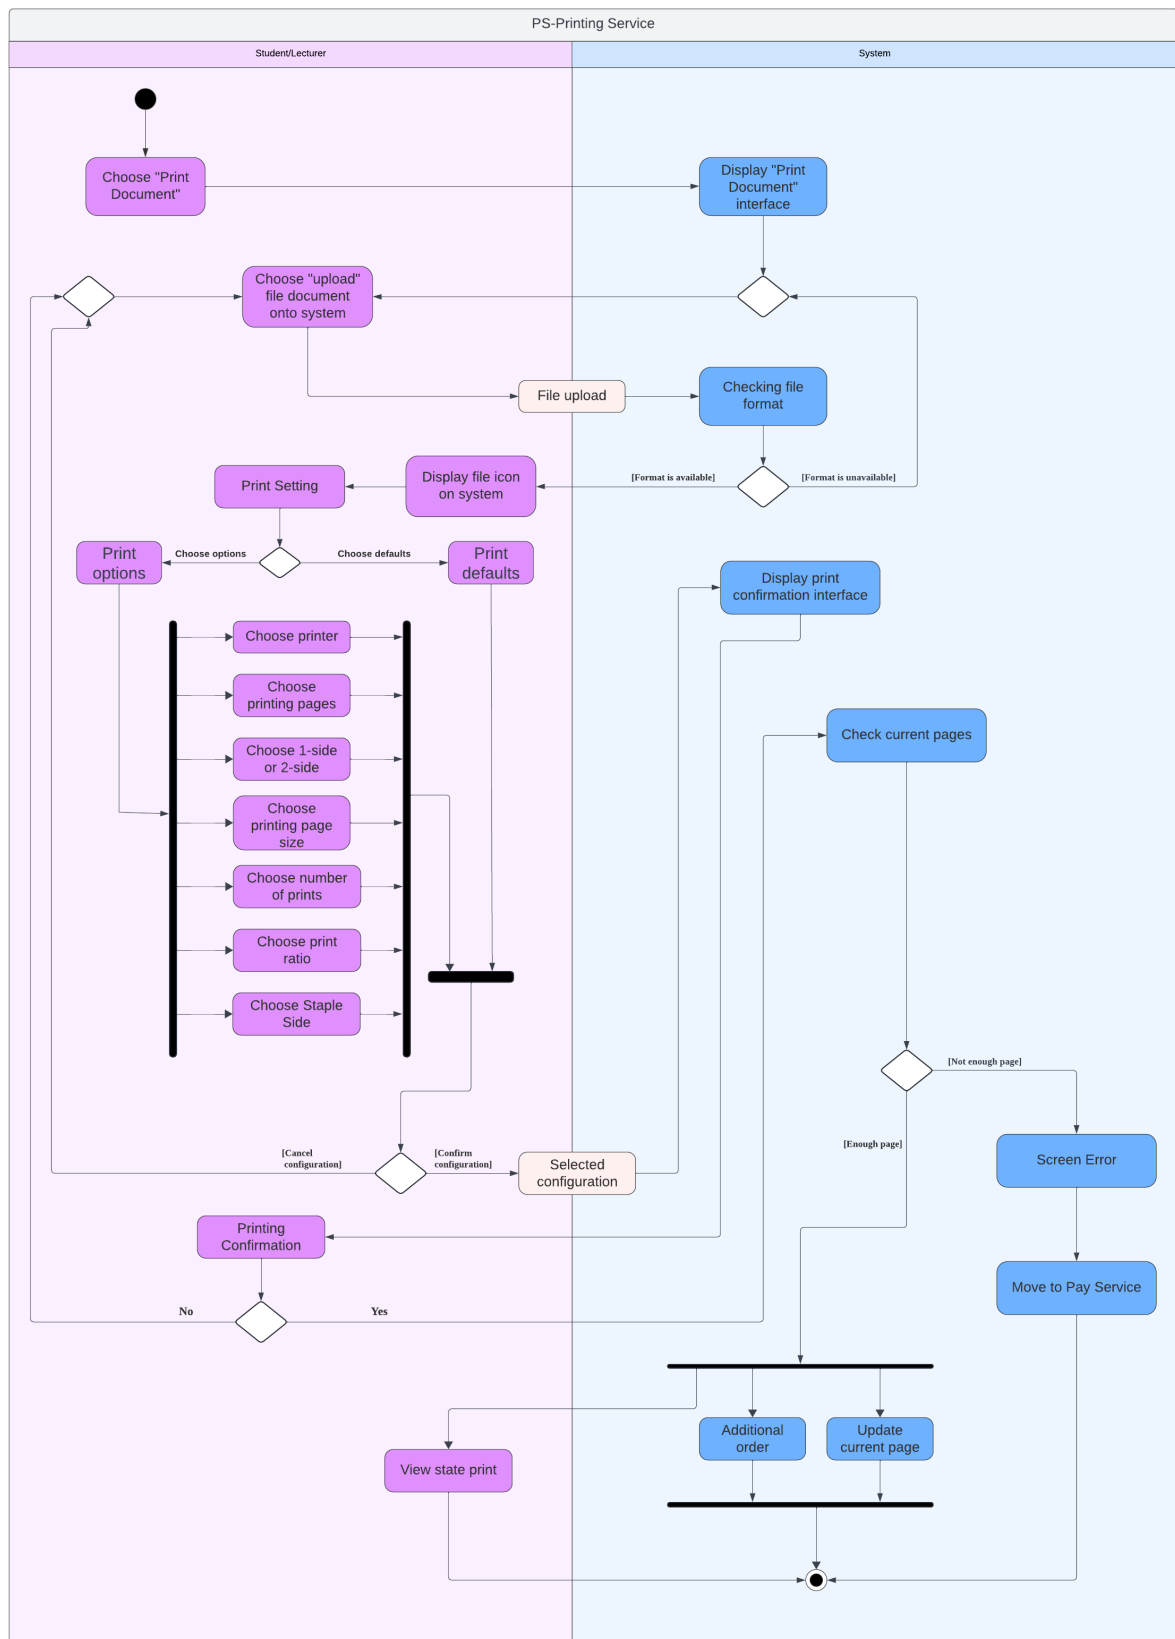 PS-Printing Service
Student/Lecturer
System
Choose "Print
Document"
Display "Print
Document"
interface
Choose "upload"
file document
onto system
File upload
Checking file
format
Print Setting
Display file icon
on system
[Format is available]
[Format is unavailable]
Print
options
Choose options
Choose defaults
Print
defaults
Display print
confirmation interface
Choose printer
Choose
printing pages
Check current pages
Choose 1-side
or 2-side
Choose
printing page
size
Choose number
of prints
Choose print
ratio
Choose Staple
Side
[Not enough page]
[Enough page]
[Cancel
configuration]
[Confirm
configuration]
Selected
configuration
Screen Error
Printing
Confirmation
Move to Pay Service
No
Yes
Additional
order
Update
current page
View state print